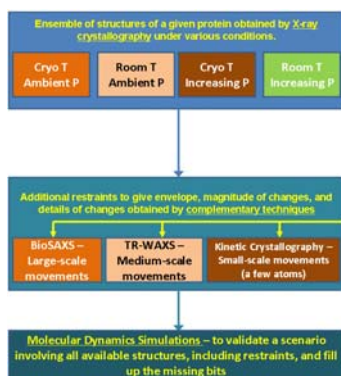 Ensemble of structures of a given protein obtained by X-ray
crystallography under various conditions.
Cryo T
Ambient P
Room T
Ambient P
Cryo T
Increasing P
Room T
Increasing P
Additional restraints to give envelope, magnitude of changes, and
details of changes obtained by complementary techniques
BioSAXS –
Large-scale
movements
TR-WAXS –
Medium-scale
movements
Kinetic Crystallography –
Small-scale movements
(a few atoms)
Molecular Dynamics Simulations – to validate a scenario
involving all available structures, including restraints, and fill
up the missing bits